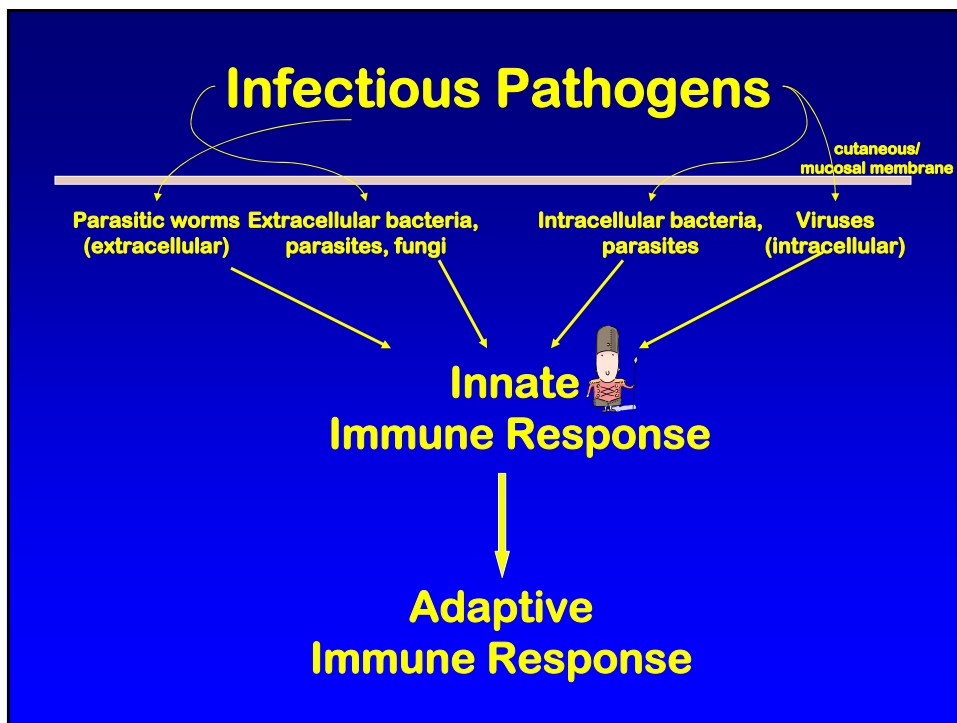 Infectious Pathogens
cutaneous/
mucosal membrane
Parasitic worms
(extracellular)
Extracellular bacteria,
parasites, fungi
Intracellular bacteria,
parasites
Viruses
(intracellular)
Innate
Immune Response
Adaptive
Immune Response